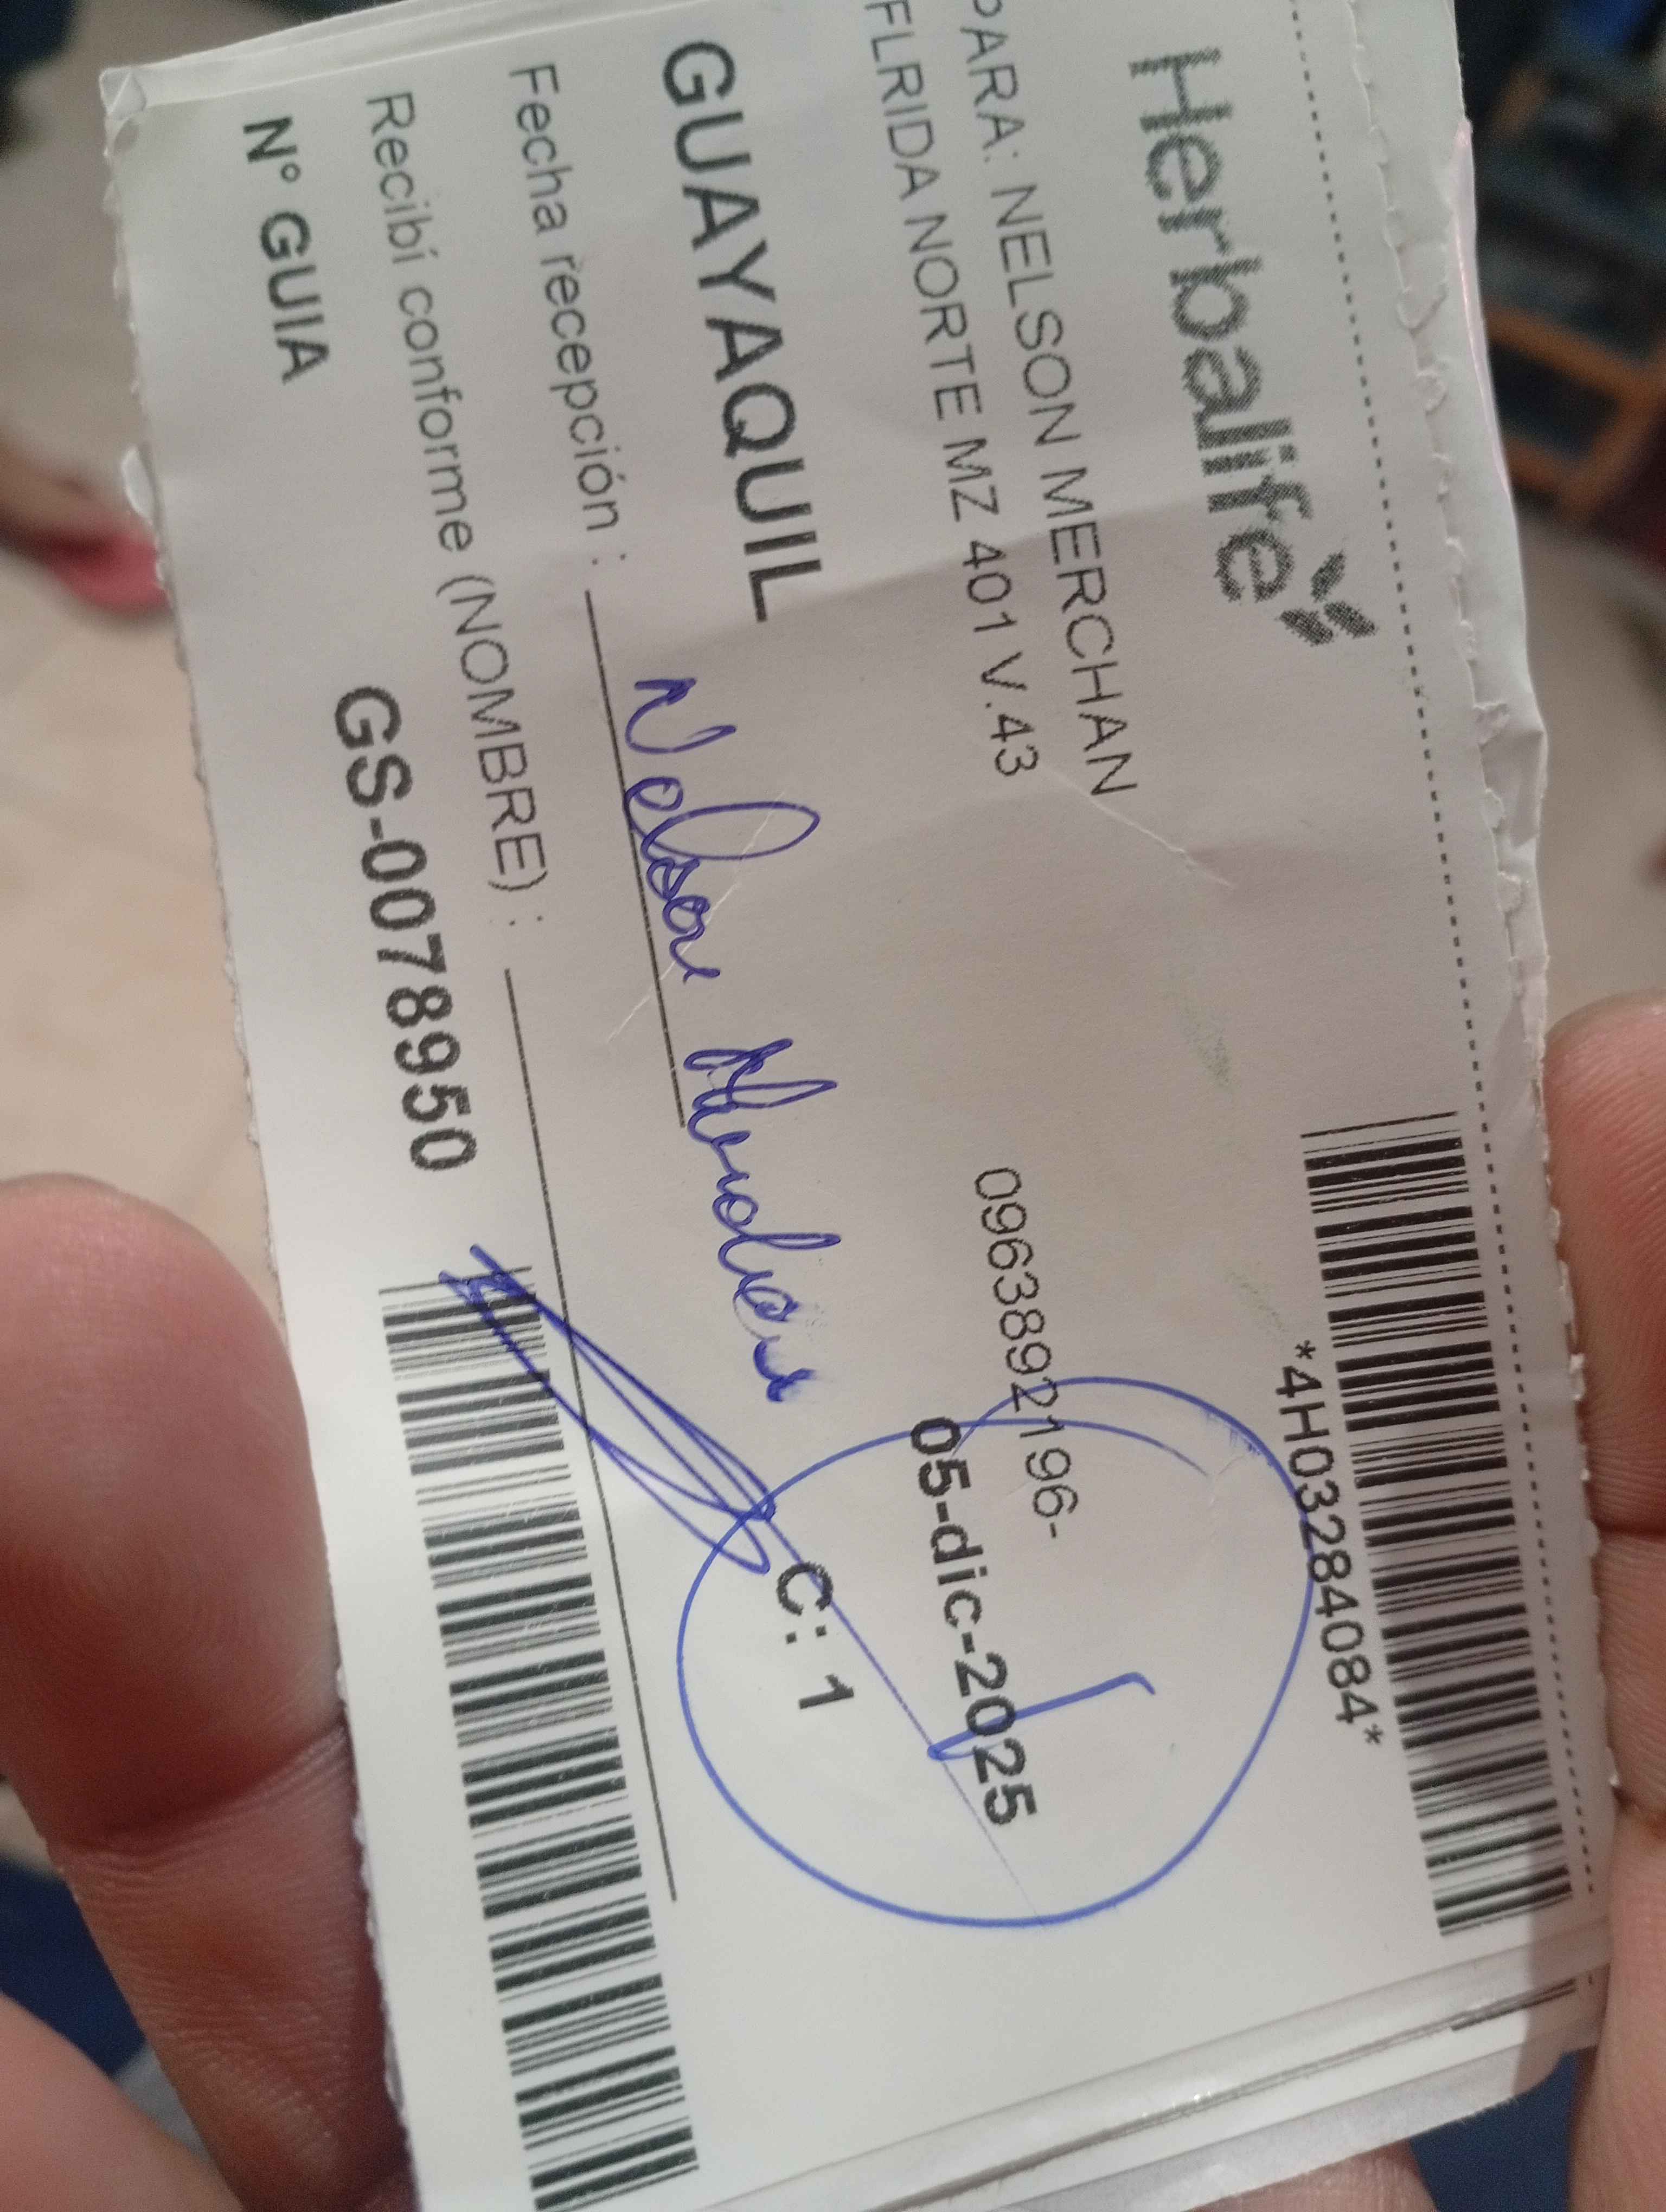 Herbalife
*4H03284084*
PARA: NELSON MERCHAN
FLRIDA NORTE MZ 401 V.43
0963892196-
05-dic-2025
GUAYAQUIL
C: 1
Fecha recepción : Nelson
Recibí conforme (NOMBRE) :
N° GUIA GS-00789950